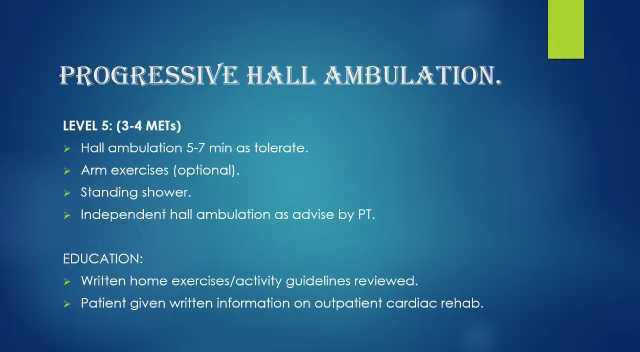 PROGRESSIVE HALL AMBULATION.
LEVEL 5: (3-4 METs)
Hall ambulation 5-7 min as tolerate.
Arm exercises (optional).
Standing shower.
Independent hall ambulation as advise by PT.
EDUCATION:
Written home exercises/activity guidelines reviewed.
Patient given written information on outpatient cardiac rehab.